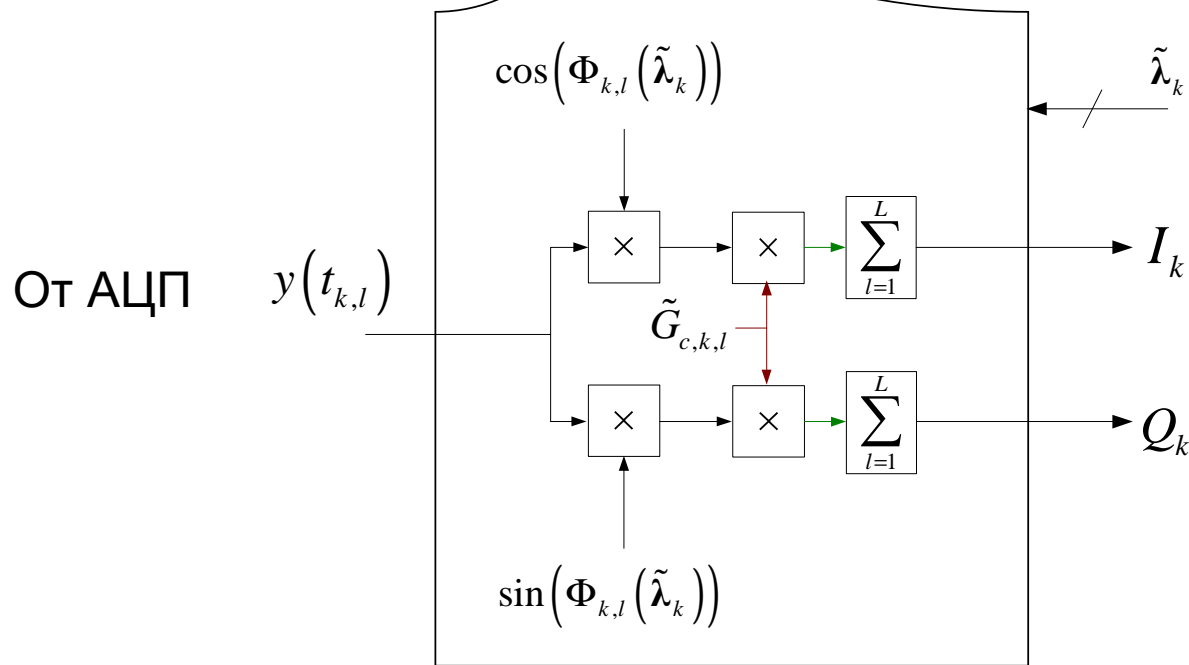 cos(Φ_{k,l}(λ̃_k))
λ̃_k
× × ∑_{l=1}^{L} I_k
От АЦП y(t_{k,l})
G̃_{c,k,l}
× × ∑_{l=1}^{L} Q_k
sin(Φ_{k,l}(λ̃_k))